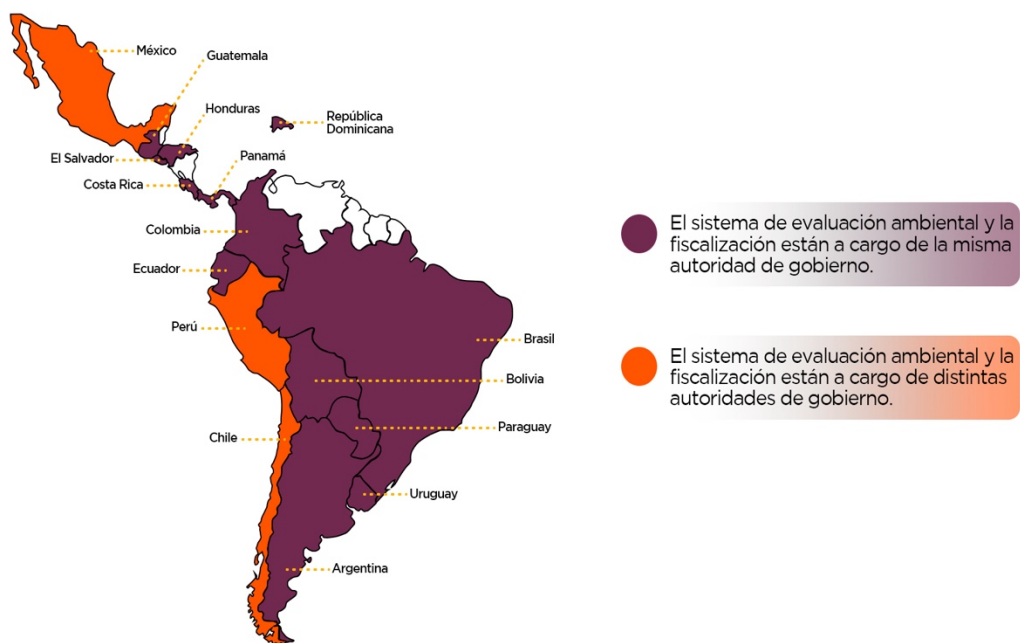 México
Guatemala
Honduras
República
Dominicana
El Salvador
Panamá
Costa Rica
Colombia
Ecuador
Perú
Brasil
Bolivia
Paraguay
Chile
Uruguay
Argentina
El sistema de evaluación ambiental y la
fiscalización están a cargo de la misma
autoridad de gobierno.
El sistema de evaluación ambiental y la
fiscalización están a cargo de distintas
autoridades de gobierno.